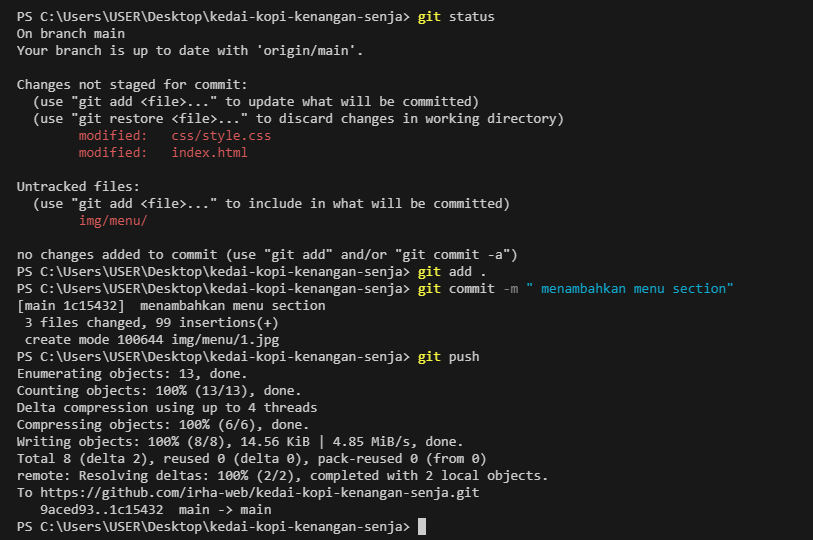 PS C:\Users\USER\Desktop\kedai-kopi-kenangan-senja> git status
On branch main
Your branch is up to date with 'origin/main'.

Changes not staged for commit:
  (use "git add <file>..." to update what will be committed)
  (use "git restore <file>..." to discard changes in working directory)
        modified:   css/style.css
        modified:   index.html

Untracked files:
  (use "git add <file>..." to include in what will be committed)
        img/menu/

no changes added to commit (use "git add" and/or "git commit -a")
PS C:\Users\USER\Desktop\kedai-kopi-kenangan-senja> git add .
PS C:\Users\USER\Desktop\kedai-kopi-kenangan-senja> git commit -m " menambahkan menu section"
[main 1c15432]  menambahkan menu section
 3 files changed, 99 insertions(+)
 create mode 100644 img/menu/1.jpg
PS C:\Users\USER\Desktop\kedai-kopi-kenangan-senja> git push
Enumerating objects: 13, done.
Counting objects: 100% (13/13), done.
Delta compression using up to 4 threads
Compressing objects: 100% (6/6), done.
Writing objects: 100% (8/8), 14.56 KiB | 4.85 MiB/s, done.
Total 8 (delta 2), reused 0 (delta 0), pack-reused 0 (from 0)
remote: Resolving deltas: 100% (2/2), completed with 2 local objects.
To https://github.com/irha-web/kedai-kopi-kenangan-senja.git
   9aced93..1c15432  main -> main
PS C:\Users\USER\Desktop\kedai-kopi-kenangan-senja>